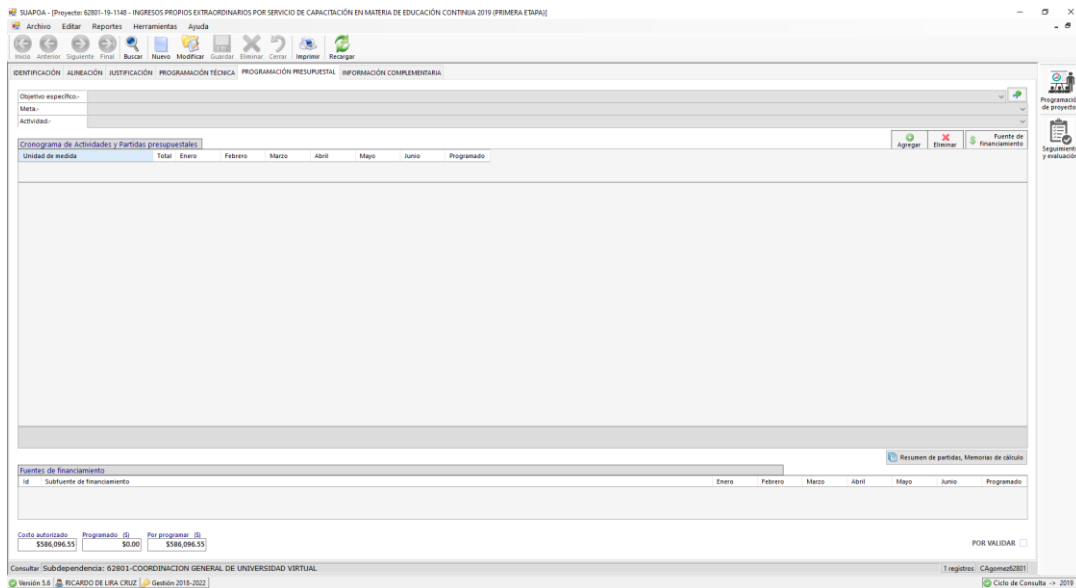 SUAPOA - [Proyecto: 62801-19-1148 - INGRESOS PROPIOS EXTRAORDINARIOS POR SERVICIO DE CAPACITACIÓN EN MATERIA DE EDUCACIÓN CONTINUA 2019 (PRIMERA ETAPA)]
Archivo Editar Reportes Herramientas Ayuda
Inicio Anterior Siguiente Final Buscar Nuevo Modificar Guardar Eliminar Cerrar Imprimir Recargar
IDENTIFICACIÓN ALINEACIÓN JUSTIFICACIÓN PROGRAMACIÓN TÉCNICA PROGRAMACIÓN PRESUPUESTAL INFORMACIÓN COMPLEMENTARIA
Objetivo específico.-
Meta.-
Actividad.-
Programació
de proyecto
Seguimient
y evaluació
Cronograma de Actividades y Partidas presupuestales
Agregar Eliminar Fuente de
financiamiento
Unidad de medida Total Enero Febrero Marzo Abril Mayo Junio Programado
Resumen de partidas, Memorias de cálculo
Fuentes de financiamiento
Id Subfuente de financiamiento Enero Febrero Marzo Abril Mayo Junio Programado
Costo autorizado Programado ($) Por programar ($)
$586,096.55 $0.00 $586,096.55
POR VALIDAR
Consultar Subdependencia: 62801-COORDINACION GENERAL DE UNIVERSIDAD VIRTUAL 1 registros CAgomez62801
Versión 5.6 RICARDO DE LIRA CRUZ Gestión 2018-2022 Ciclo de Consulta -> 2019